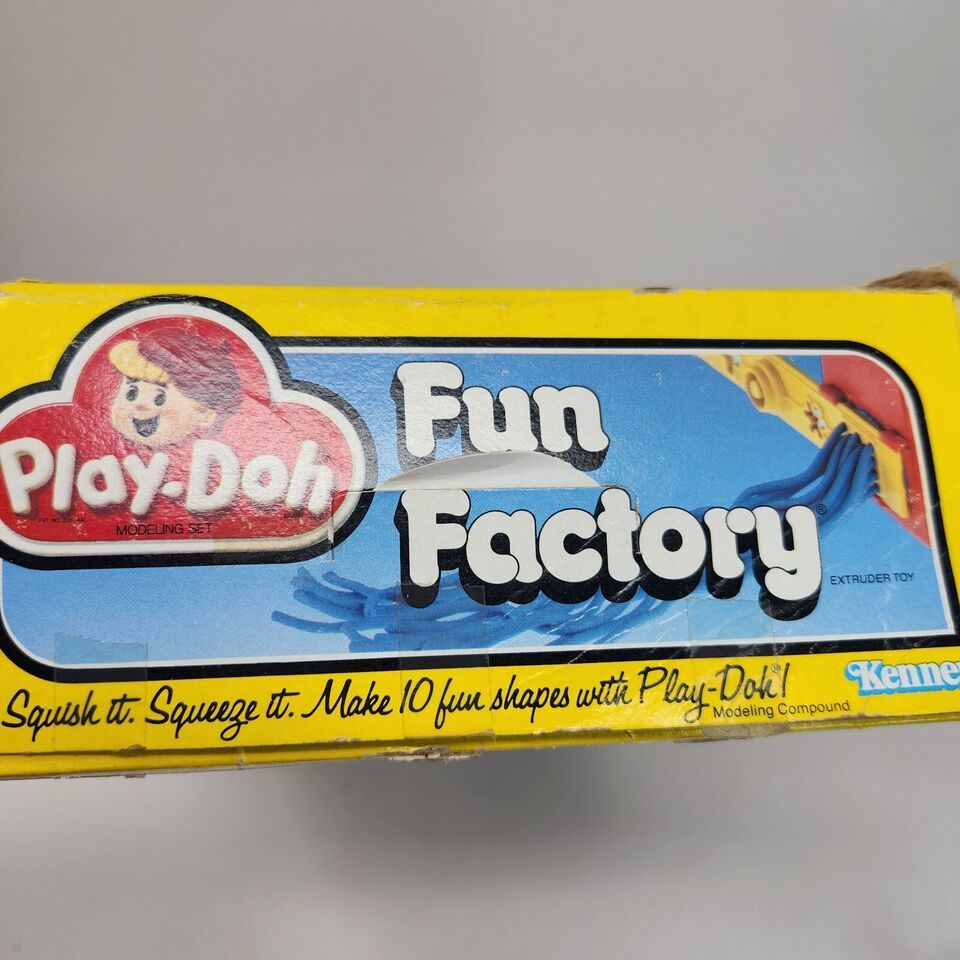 Play-Doh
MODELING SET
Fun
Factory®
EXTRUDER TOY
Squish it. Squeeze it. Make 10 fun shapes with Play-Doh®!
Modeling Compound
Kenner